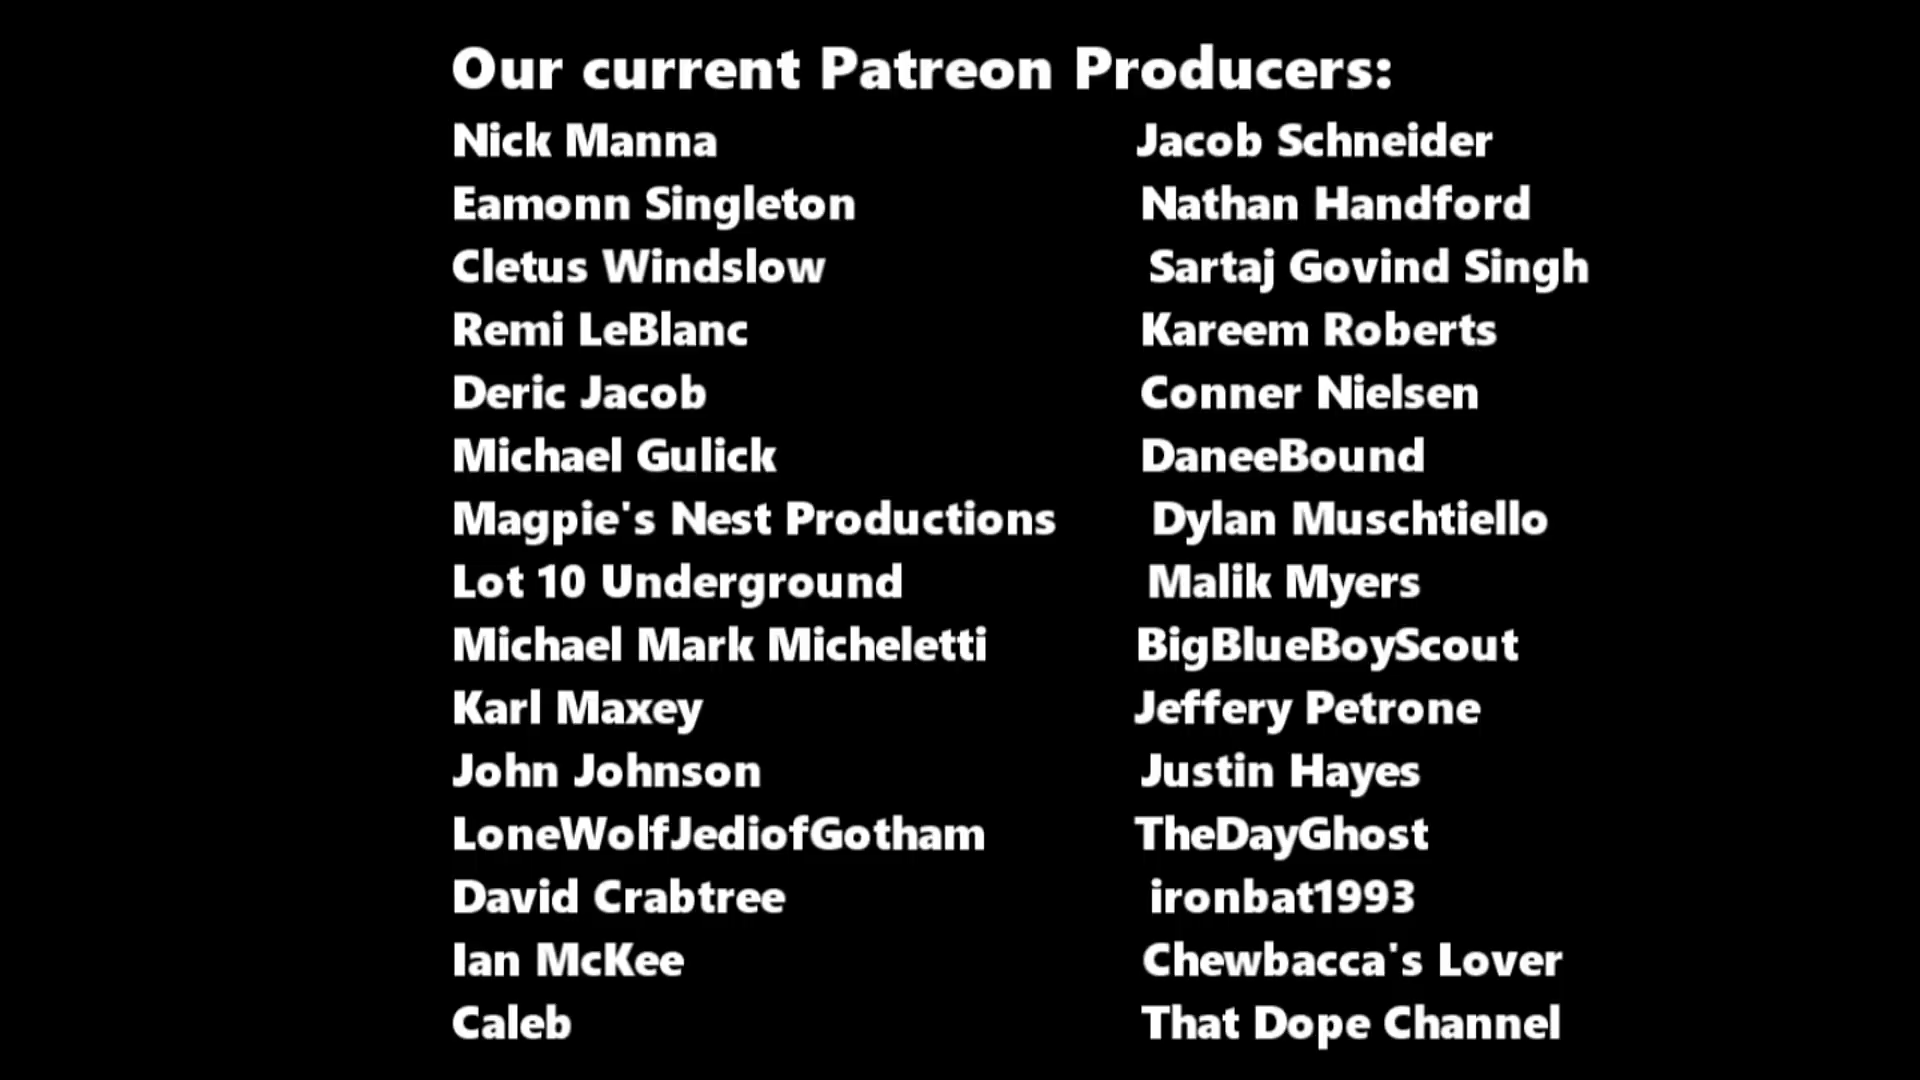 Our current Patreon Producers:
Nick Manna
Eamonn Singleton
Cletus Windslow
Remi LeBlanc
Deric Jacob
Michael Gulick
Magpie's Nest Productions
Lot 10 Underground
Michael Mark Micheletti
Karl Maxey
John Johnson
LoneWolfJediofGotham
David Crabtree
Ian McKee
Caleb
Jacob Schneider
Nathan Handford
Sartaj Govind Singh
Kareem Roberts
Conner Nielsen
DaneeBound
Dylan Muschtiello
Malik Myers
BigBlueBoyScout
Jeffery Petrone
Justin Hayes
TheDayGhost
ironbat1993
Chewbacca's Lover
That Dope Channel